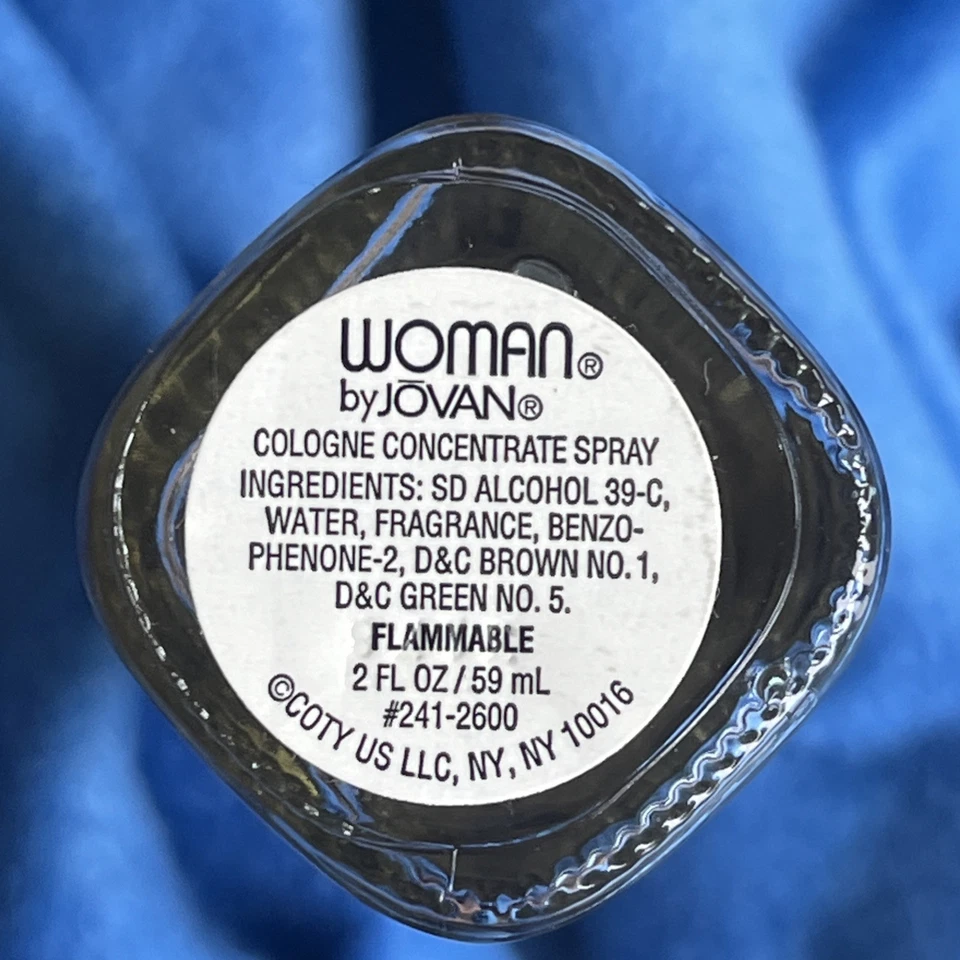 WOMAN®
by JŌVAN®
COLOGNE CONCENTRATE SPRAY
INGREDIENTS: SD ALCOHOL 39-C,
WATER, FRAGRANCE, BENZO-
PHENONE-2, D&C BROWN NO. 1,
D&C GREEN NO. 5.
FLAMMABLE
2 FL OZ / 59 mL
#241-2600
©COTY US LLC, NY, NY 10016